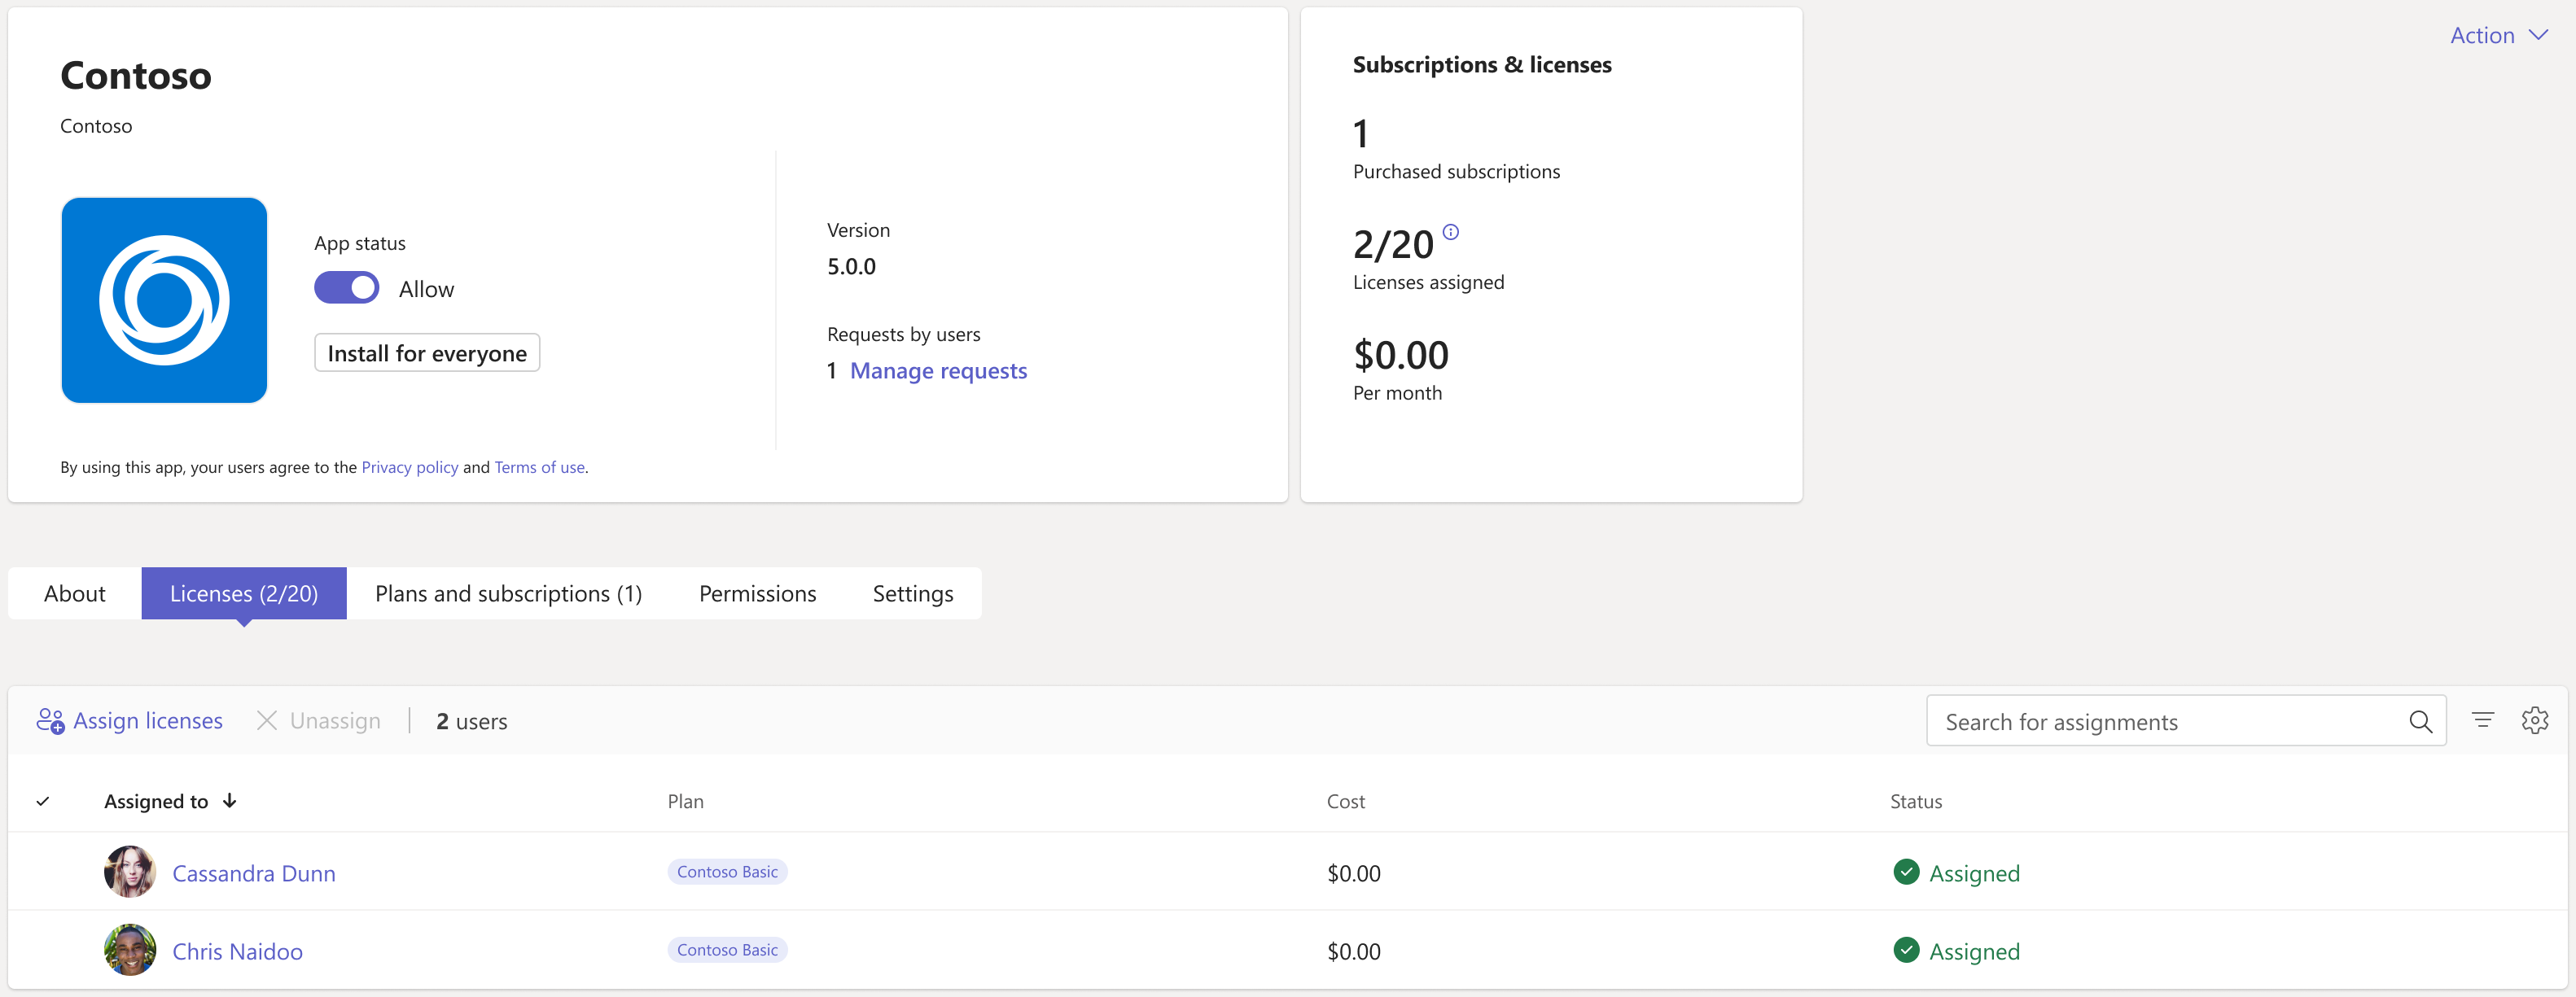 Contoso
Contoso
App status
Allow
Install for everyone
Version
5.0.0
Requests by users
1 Manage requests
By using this app, your users agree to the Privacy policy and Terms of use.
Subscriptions & licenses
1
Purchased subscriptions
2/20
Licenses assigned
$0.00
Per month
Action
About
Licenses (2/20)
Plans and subscriptions (1)
Permissions
Settings
Assign licenses
Unassign
2 users
Search for assignments
Assigned to
Plan
Cost
Status
Cassandra Dunn
Contoso Basic
$0.00
Assigned
Chris Naidoo
Contoso Basic
$0.00
Assigned